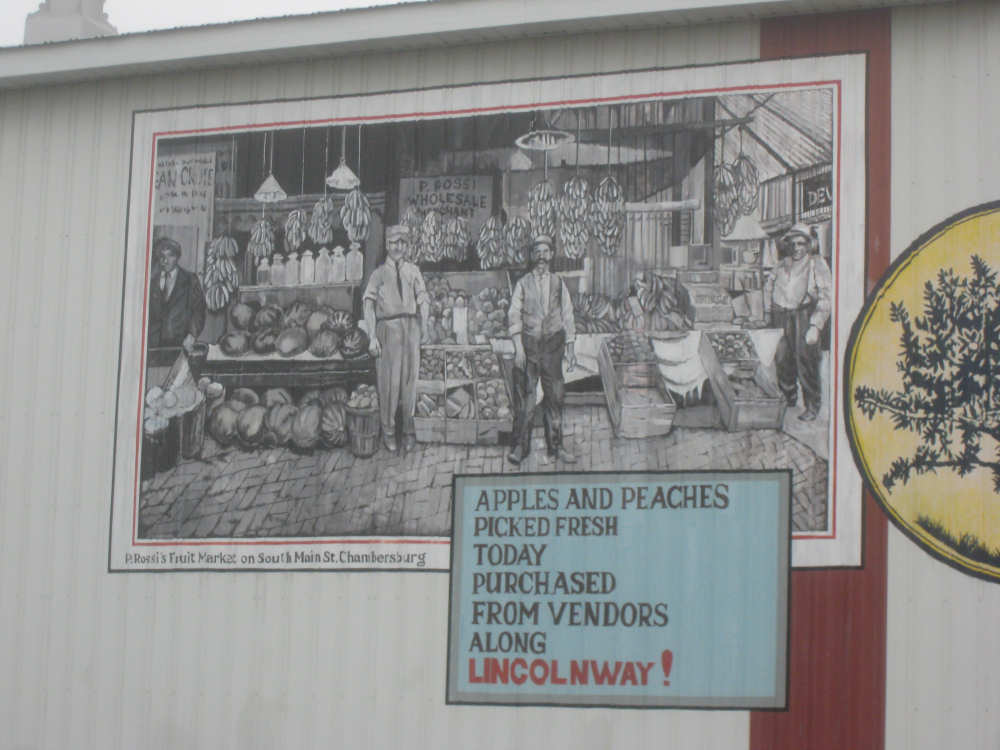 P. ROSSI
WHOLESALE
DEV
P. Rossi's Fruit Market on South Main St. Chambersburg
APPLES AND PEACHES
PICKED FRESH
TODAY
PURCHASED
FROM VENDORS
ALONG
LINCOLNWAY!